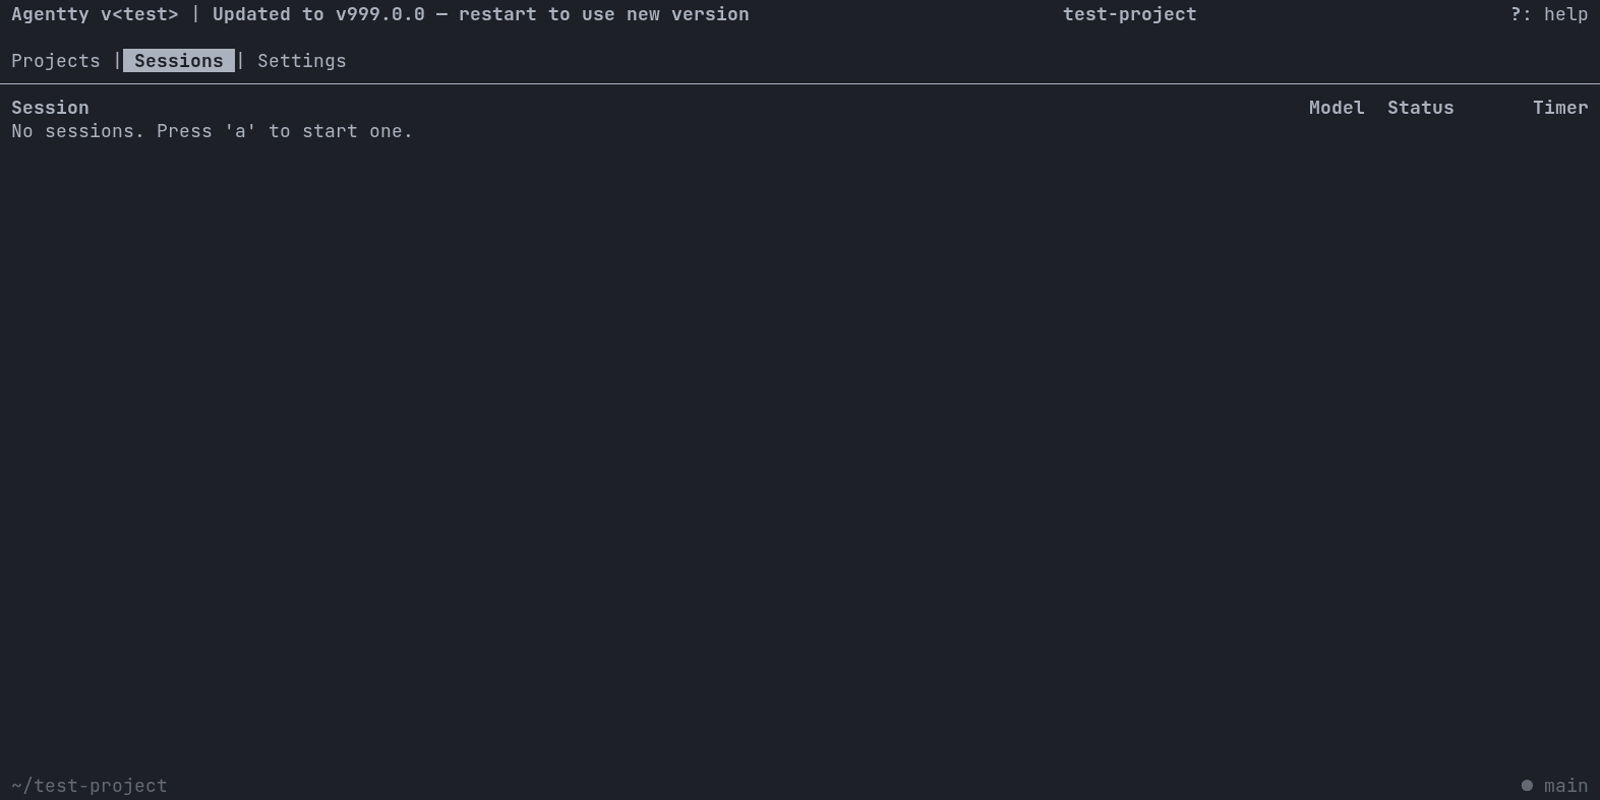 Agentty v<test> | Updated to v999.0.0 — restart to use new version test-project ?: help
Projects | Sessions | Settings
Session Model Status Timer
No sessions. Press 'a' to start one.
~/test-project ● main